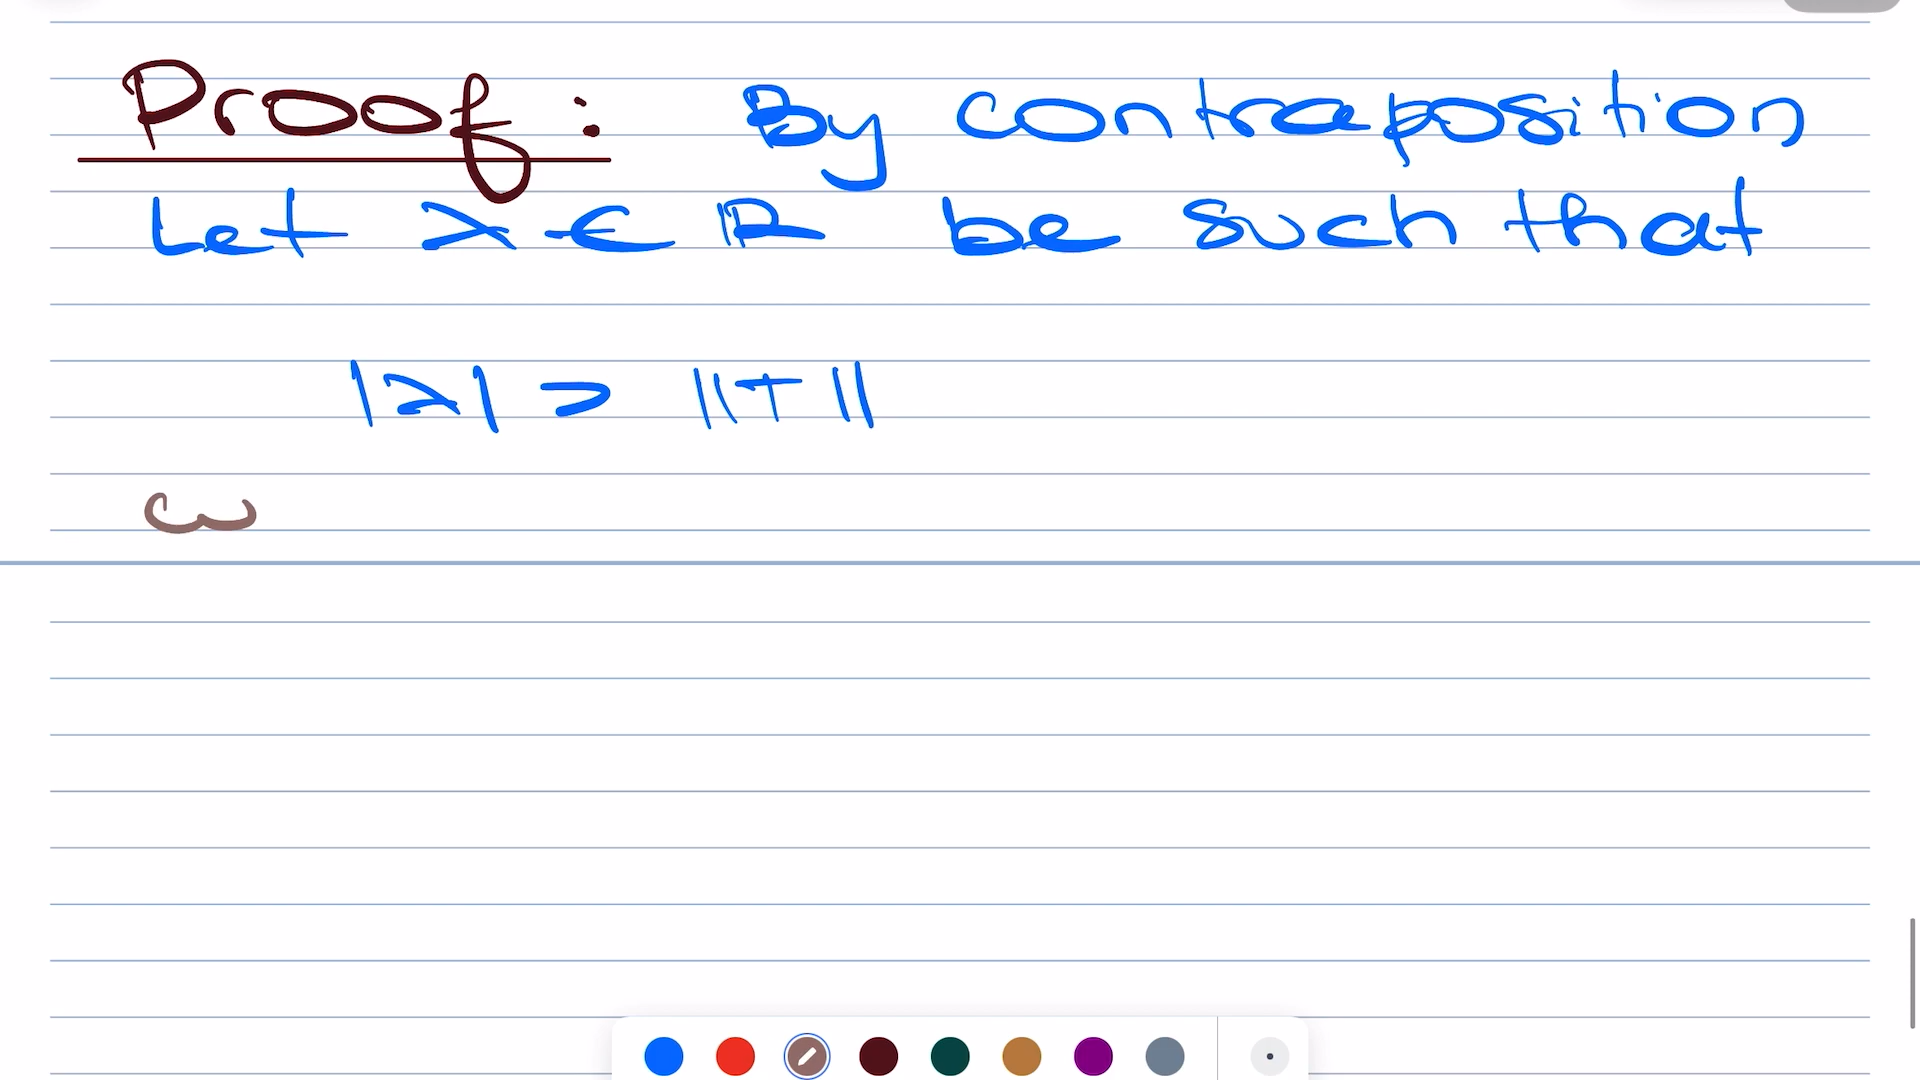 Proof: By contraposition
Let λ ∈ ℝ be such that
|λ| > ||T||